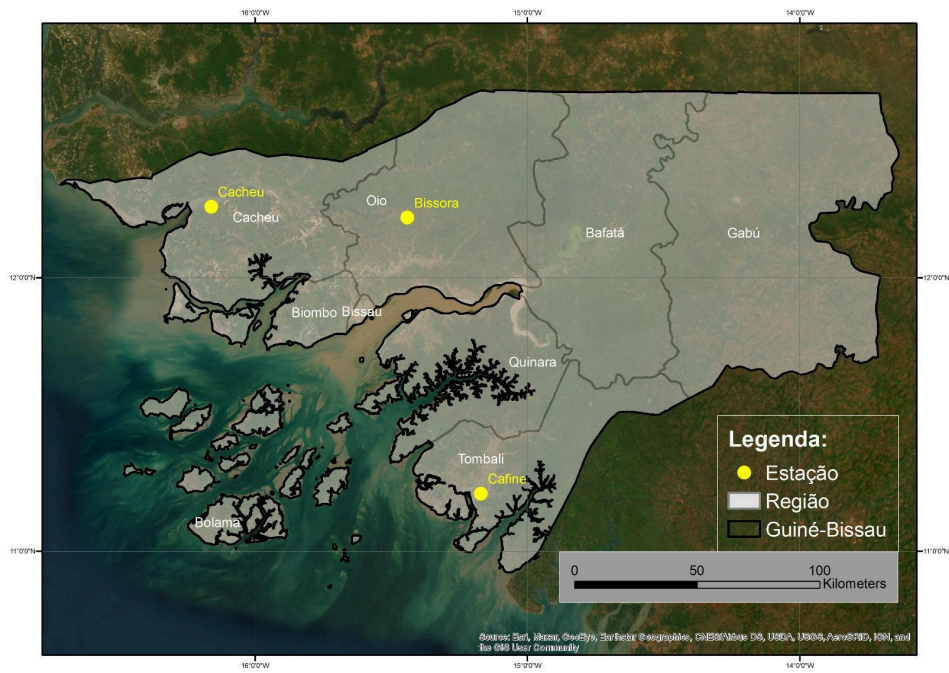 16°0'0"W 15°0'0"W 14°0'0"W
Cacheu
Cacheu
Oio
Bissora
Bafatá
Gabú
12°0'0"N 12°0'0"N
Biombo Bissau
Quinara
Tombali
Cafine
Bolama
Legenda:
Estação
Região
Guiné-Bissau
11°0'0"N 11°0'0"N
0 50 100
Kilometers
Source: Esri, Maxar, GeoEye, Earthstar Geographics, CNES/Airbus DS, USDA, USGS, AeroGRID, IGN, and
the GIS User Community
16°0'0"W 15°0'0"W 14°0'0"W